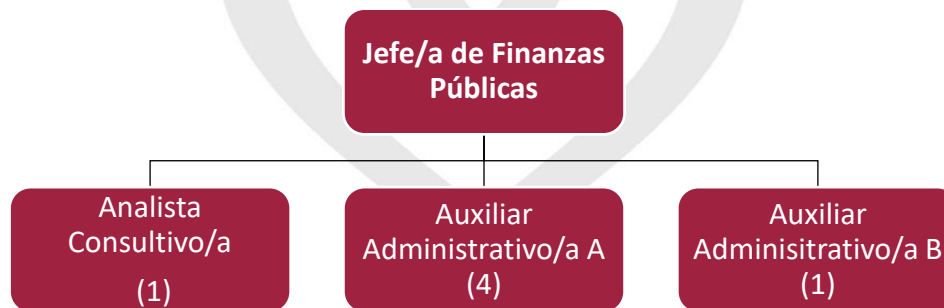 Jefe/a de Finanzas
Públicas
Analista
Consultivo/a
(1)
Auxiliar
Administrativo/a A
(4)
Auxiliar
Adminisitrativo/a B
(1)